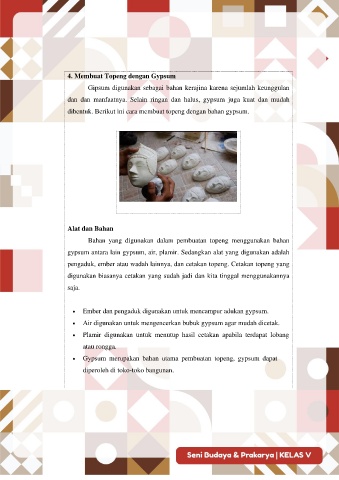 4. Membuat Topeng dengan Gypsum
Gipsum digunakan sebagai bahan kerajina karena sejumlah keunggulan
dan dan manfaatnya. Selain ringan dan halus, gypsum juga kuat dan mudah
dibentuk. Berikut ini cara membuat topeng dengan bahan gypsum.
Alat dan Bahan
Bahan yang digunakan dalam pembuatan topeng menggunakan bahan
gypsum antara lain gypsum, air, plamir. Sedangkan alat yang digunakan adalah
pengaduk, ember atau wadah lainnya, dan cetakan topeng. Cetakan topeng yang
digunakan biasanya cetakan yang sudah jadi dan kita tinggal menggunakannya
saja.
• Ember dan pengaduk digunakan untuk mencampur adukan gypsum.
• Air digunakan untuk mengencerkan bubuk gypsum agar mudah dicetak.
• Plamir digunakan untuk menutup hasil cetakan apabila terdapat lobang
atau rongga.
• Gypsum merupakan bahan utama pembuatan topeng, gypsum dapat
diperoleh di toko-toko bangunan.
Seni Budaya & Prakarya | KELAS V